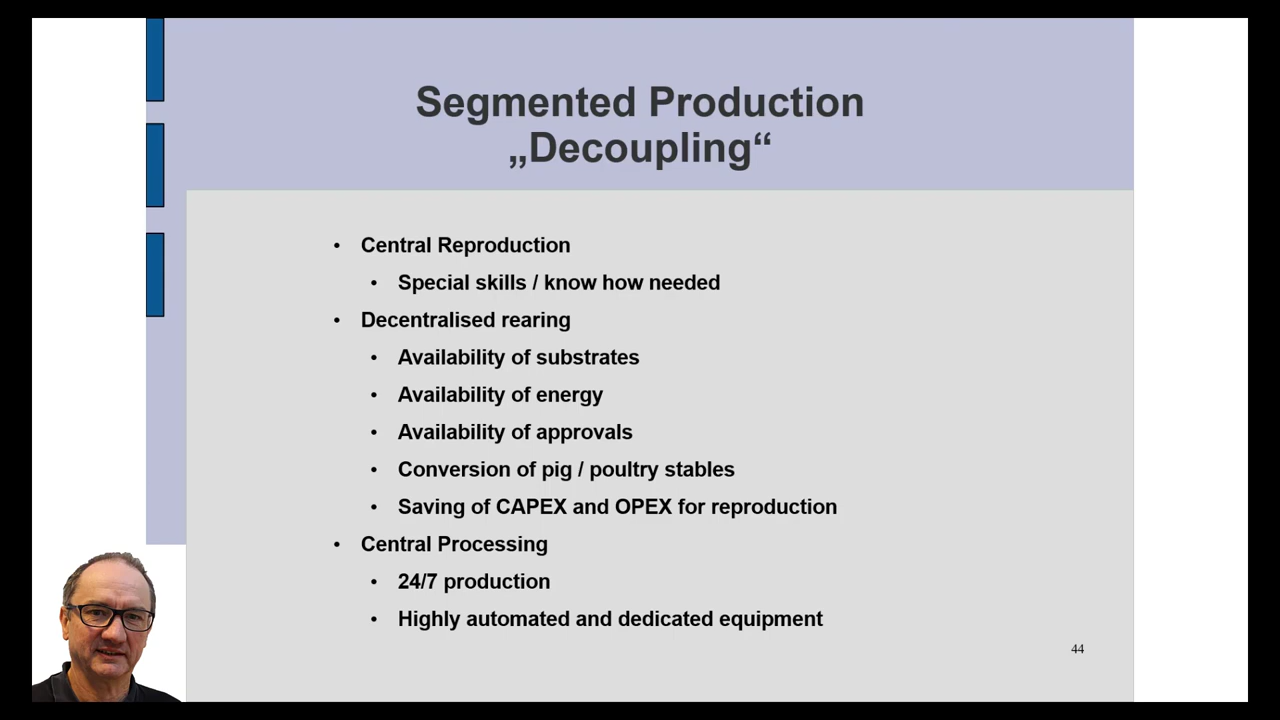 Segmented Production
„Decoupling“
• Central Reproduction
• Special skills / know how needed
• Decentralised rearing
• Availability of substrates
• Availability of energy
• Availability of approvals
• Conversion of pig / poultry stables
• Saving of CAPEX and OPEX for reproduction
• Central Processing
• 24/7 production
• Highly automated and dedicated equipment
44